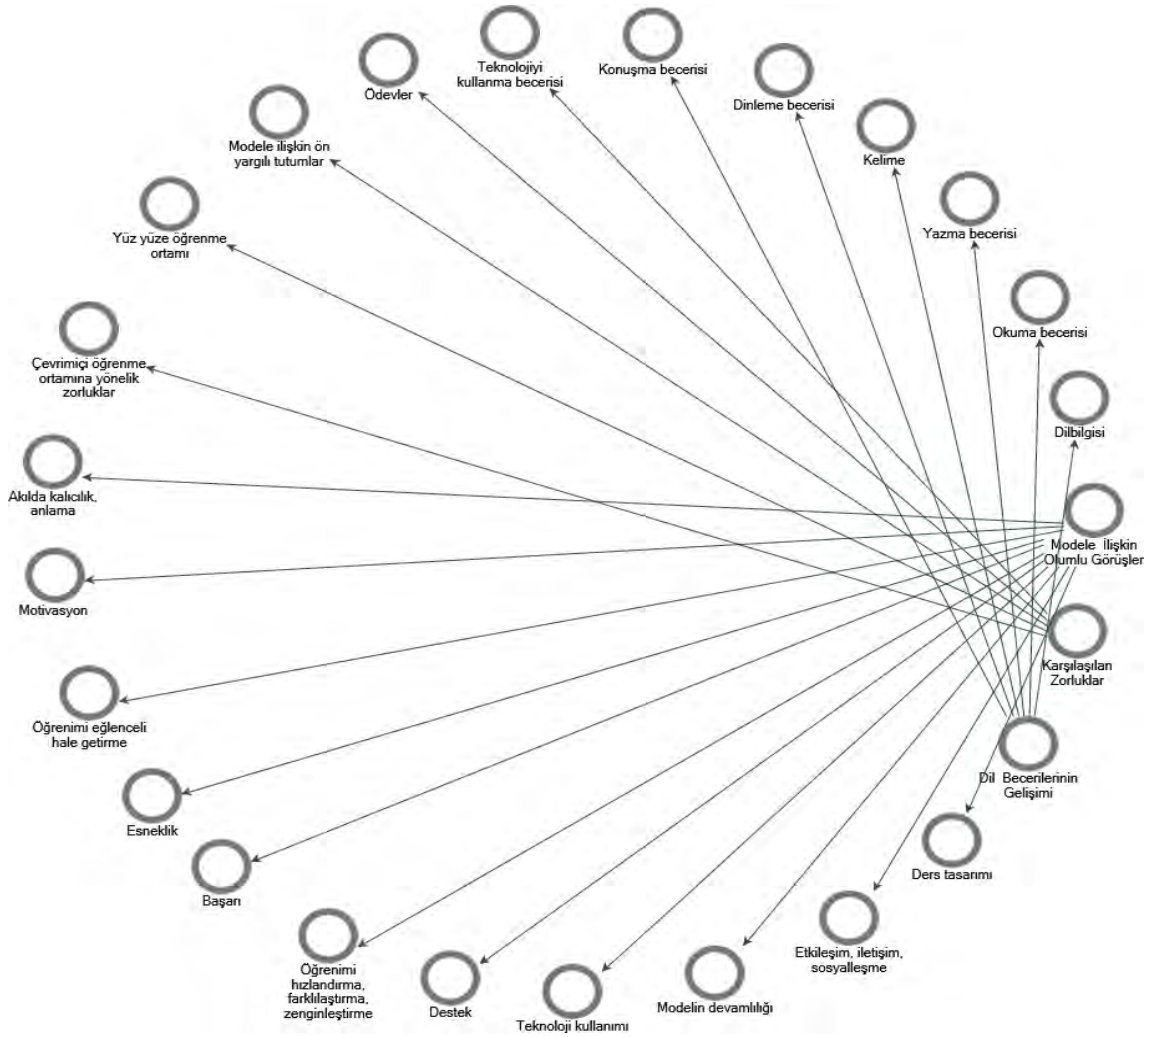 Teknolojiyi
kullanma becerisi
Konuşma becerisi
Ödevler
Dinleme becerisi
Modele ilişkin ön
yargılı tutumlar
Kelime
Yüz yüze öğrenme
ortamı
Yazma becerisi
Okuma becerisi
Çevrimiçi öğrenme
ortamına yönelik
zorluklar
Dilbilgisi
Akılda kalıcılık,
anlama
Modele İlişkin
Olumlu Görüşler
Motivasyon
Karşılaşılan
Zorluklar
Öğrenimi eğlenceli
hale getirme
Dil Becerilerinin
Gelişimi
Esneklik
Ders tasarımı
Başarı
Etkileşim, iletişim,
sosyalleşme
Öğrenimi
hızlandırma,
farklılaştırma,
zenginleştirme
Destek
Teknoloji kullanımı
Modelin devamlılığı